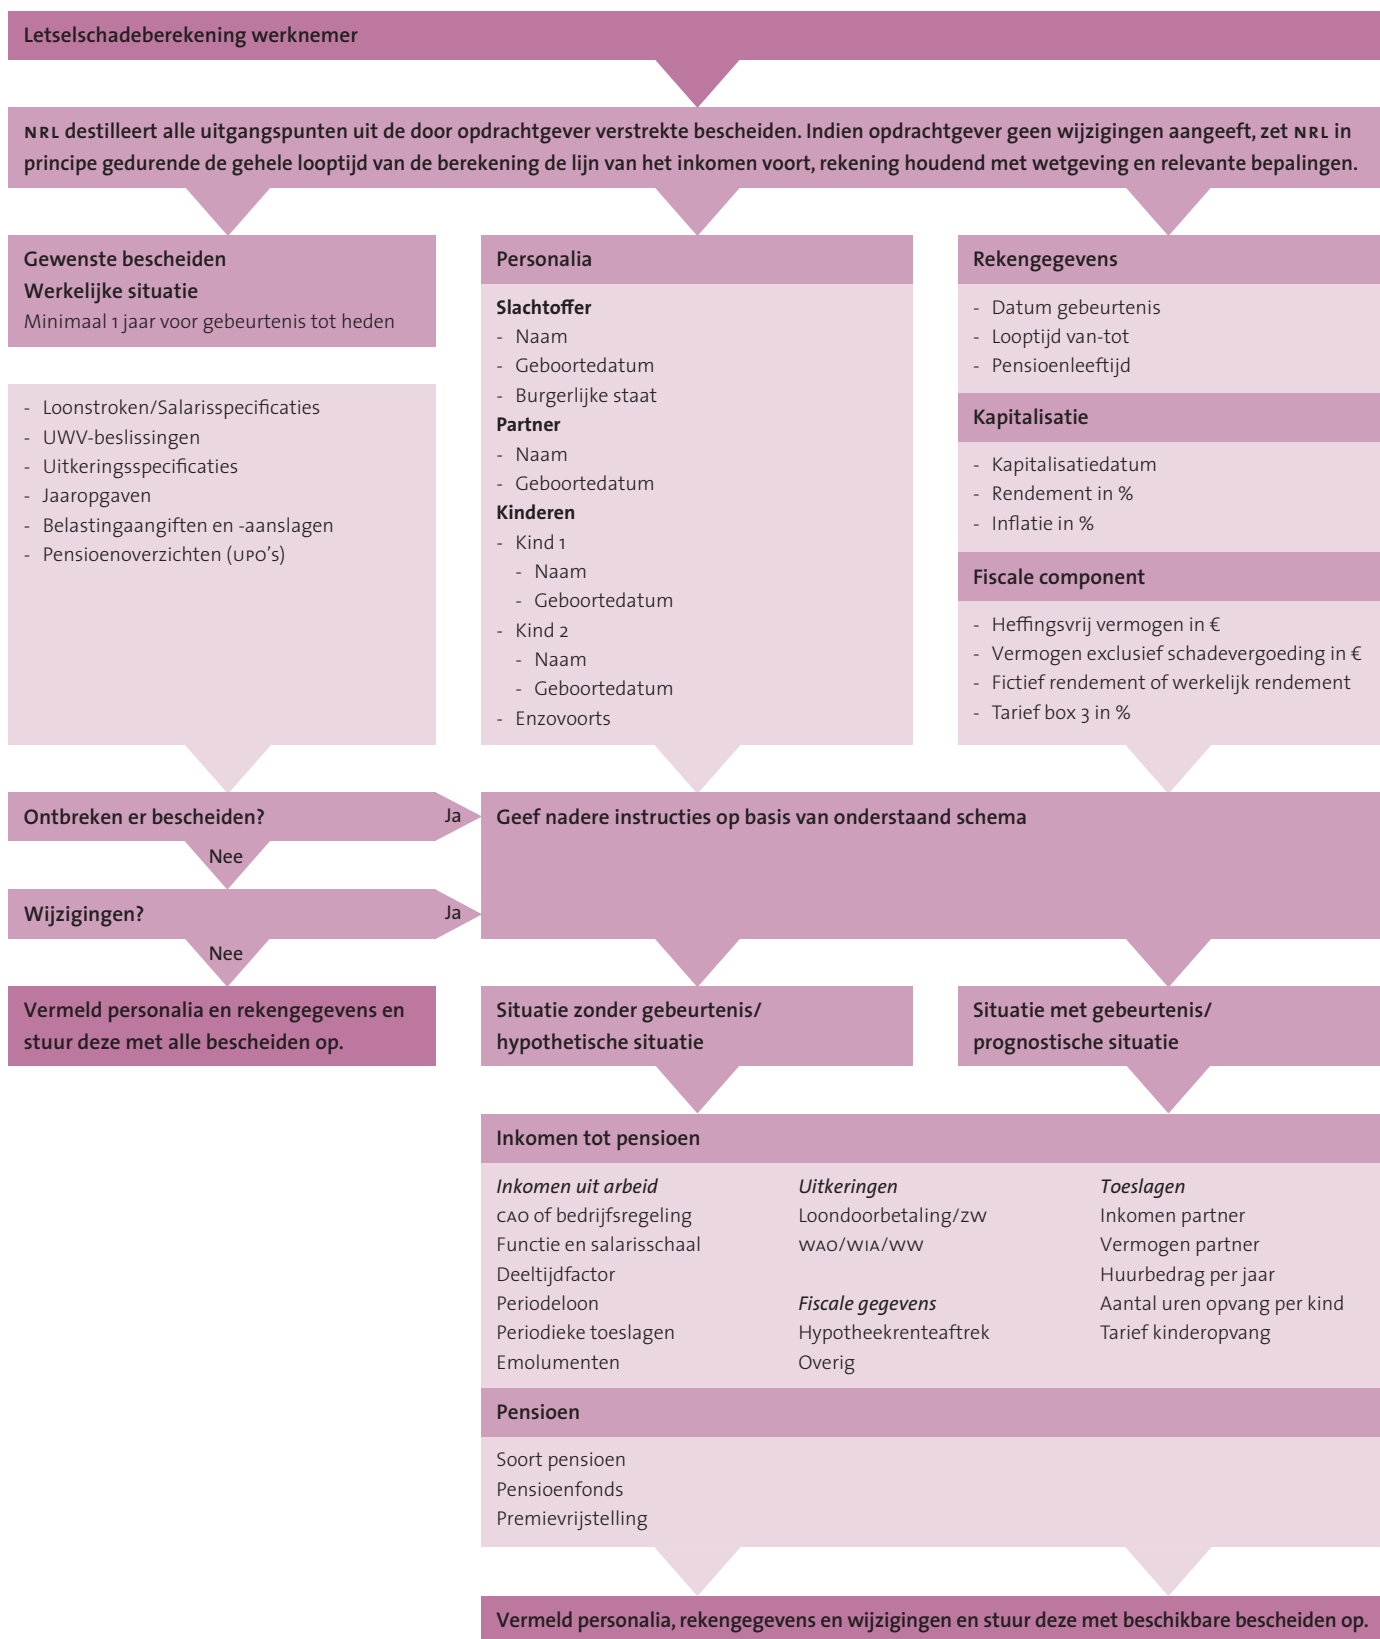 Letselschadeberekening werknemer
NRL destilleert alle uitgangspunten uit de door opdrachtgever verstrekte bescheiden. Indien opdrachtgever geen wijzigingen aangeeft, zet NRL in
principe gedurende de gehele looptijd van de berekening de lijn van het inkomen voort, rekening houdend met wetgeving en relevante bepalingen.
Gewenste bescheiden
Werkelijke situatie
Minimaal 1 jaar voor gebeurtenis tot heden
- Loonstroken/Salarisspecificaties
- UWV-beslissingen
- Uitkeringsspecificaties
- Jaaropgaven
- Belastingaangiften en -aanslagen
- Pensioenoverzichten (UPO's)
Personalia
Slachtoffer
- Naam
- Geboortedatum
- Burgerlijke staat
Partner
- Naam
- Geboortedatum
Kinderen
- Kind 1
- Naam
- Geboortedatum
- Kind 2
- Naam
- Geboortedatum
- Enzovoorts
Rekengegevens
- Datum gebeurtenis
- Looptijd van-tot
- Pensioenleeftijd
Kapitalisatie
- Kapitalisatiedatum
- Rendement in %
- Inflatie in %
Fiscale component
- Heffingsvrij vermogen in €
- Vermogen exclusief schadevergoeding in €
- Fictief rendement of werkelijk rendement
- Tarief box 3 in %
Ontbreken er bescheiden?
Ja
Nee
Wijzigingen?
Ja
Nee
Vermeld personalia en rekengegevens en
stuur deze met alle bescheiden op.
Geef nadere instructies op basis van onderstaand schema
Situatie zonder gebeurtenis/
hypothetische situatie
Situatie met gebeurtenis/
prognostische situatie
Inkomen tot pensioen
Inkomen uit arbeid
CAO of bedrijfsregeling
Functie en salarisschaal
Deeltijdfactor
Periodeloon
Periodieke toeslagen
Emolumenten
Uitkeringen
Loondoorbetaling/ZW
WAO/WIA/WW
Fiscale gegevens
Hypotheekrenteaftrek
Overig
Toeslagen
Inkomen partner
Vermogen partner
Huurbedrag per jaar
Aantal uren opvang per kind
Tarief kinderopvang
Pensioen
Soort pensioen
Pensioenfonds
Premievrijstelling
Vermeld personalia, rekengegevens en wijzigingen en stuur deze met beschikbare bescheiden op.